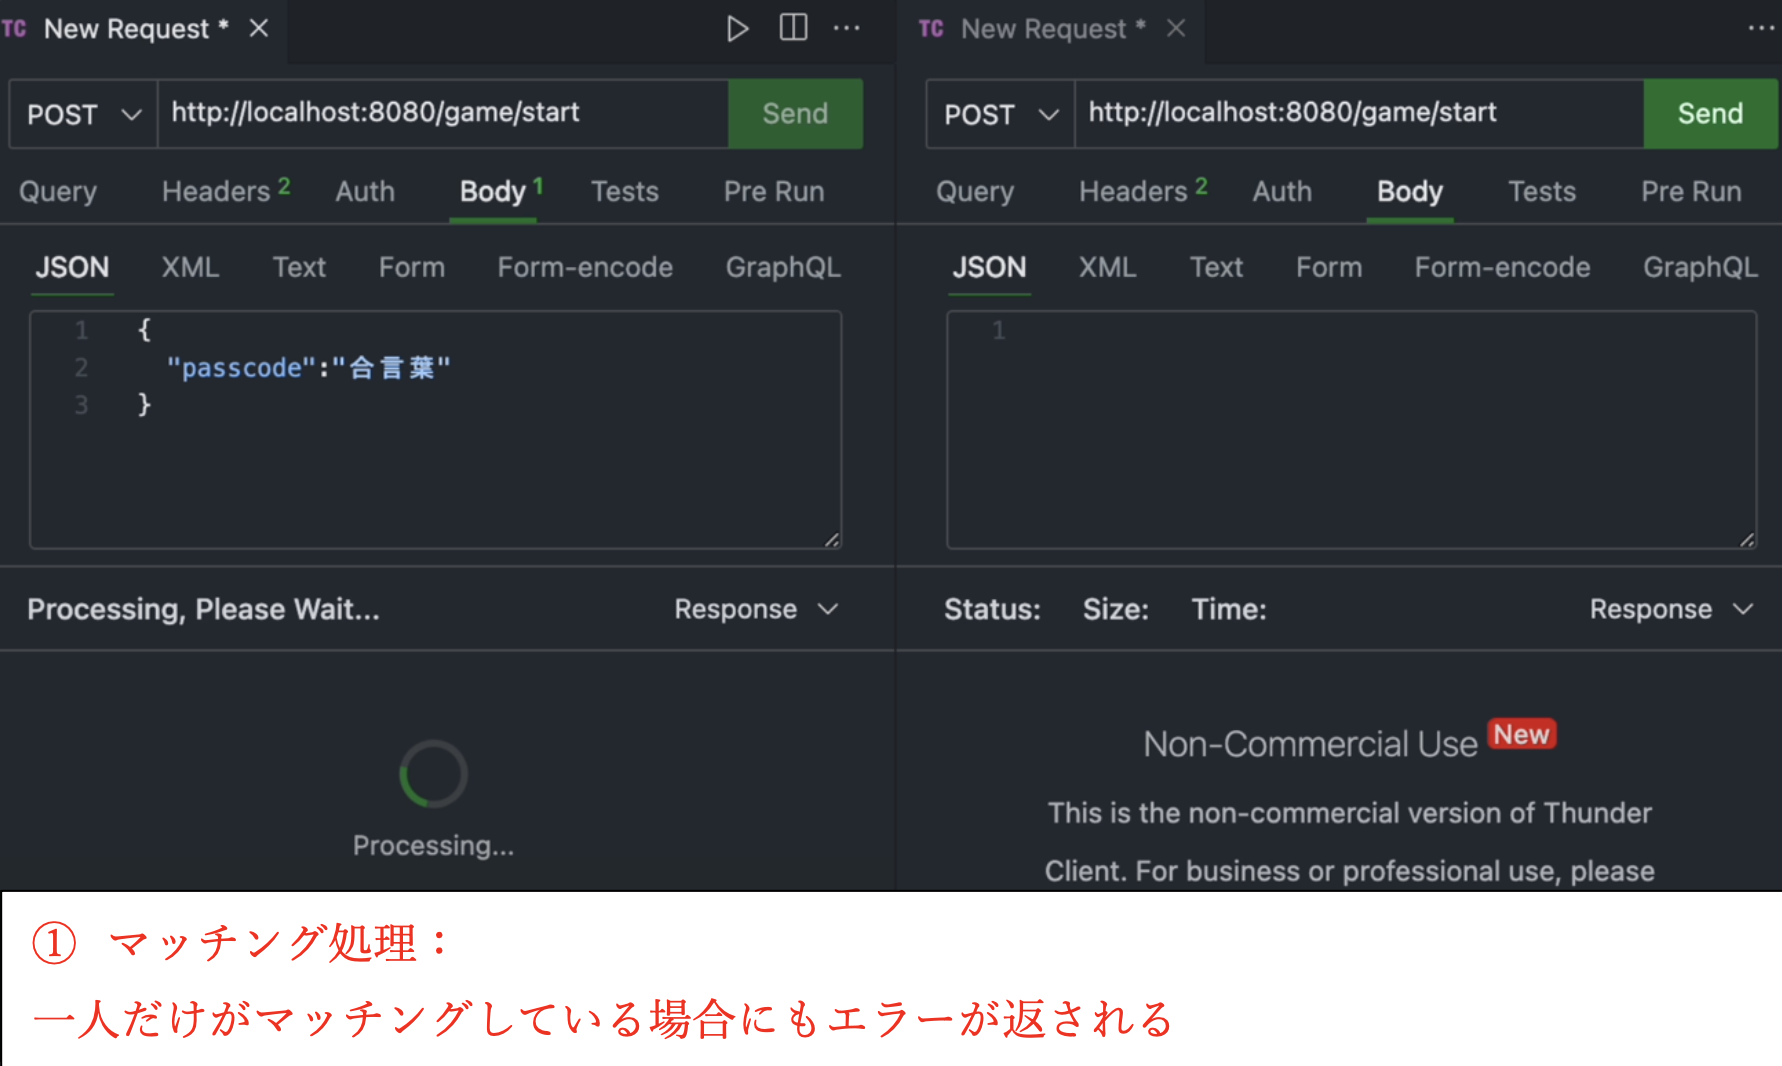 TC New Request * ×
POST http://localhost:8080/game/start Send
Query Headers 2 Auth Body 1 Tests Pre Run
JSON XML Text Form Form-encode GraphQL
1 {
2 "passcode":"合言葉"
3 }
Processing, Please Wait... Response
Processing...
TC New Request * ×
POST http://localhost:8080/game/start Send
Query Headers 2 Auth Body Tests Pre Run
JSON XML Text Form Form-encode GraphQL
1
Status: Size: Time: Response
Non-Commercial Use New
This is the non-commercial version of Thunder
Client. For business or professional use, please
① マッチング処理：
一人だけがマッチングしている場合にもエラーが返される